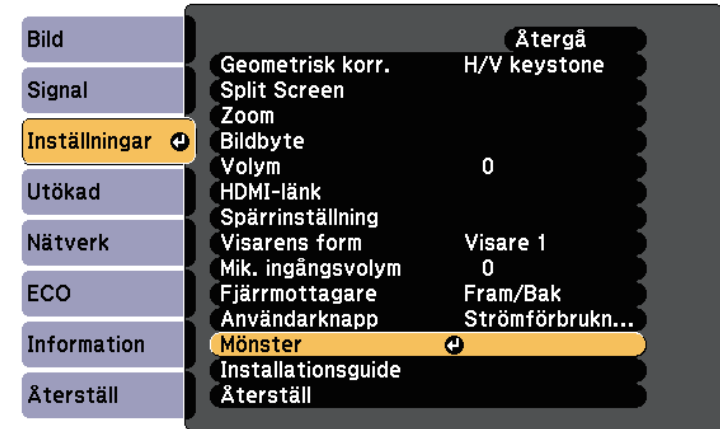 Bild
Signal
Inställningar
Utökad
Nätverk
ECO
Information
Återställ
Återgå
Geometrisk korr. H/V keystone
Split Screen
Zoom
Bildbyte
Volym 0
HDMI-länk
Spärrinställning
Visarens form Visare 1
Mik. ingångsvolym 0
Fjärrmottagare Fram/Bak
Användarknapp Strömförbrukn...
Mönster
Installationsguide
Återställ